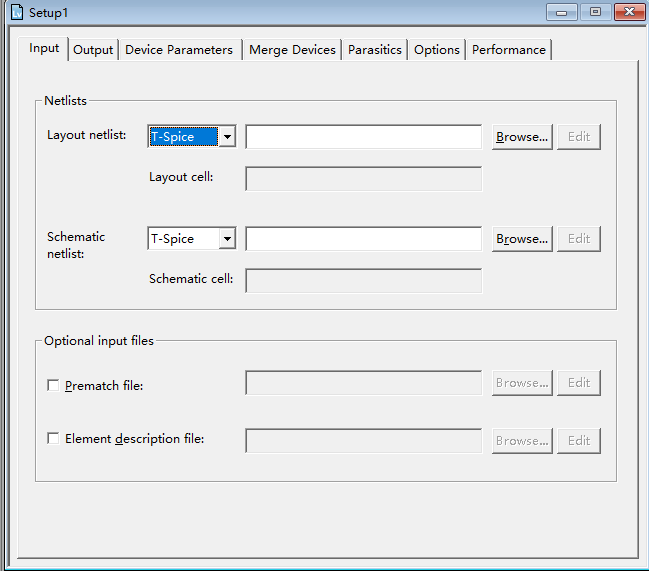 Setup1
Input Output Device Parameters Merge Devices Parasitics Options Performance
Netlists
Layout netlist: T-Spice Browse... Edit
Layout cell:
Schematic netlist: T-Spice Browse... Edit
Schematic cell:
Optional input files
Prematch file: Browse... Edit
Element description file: Browse... Edit